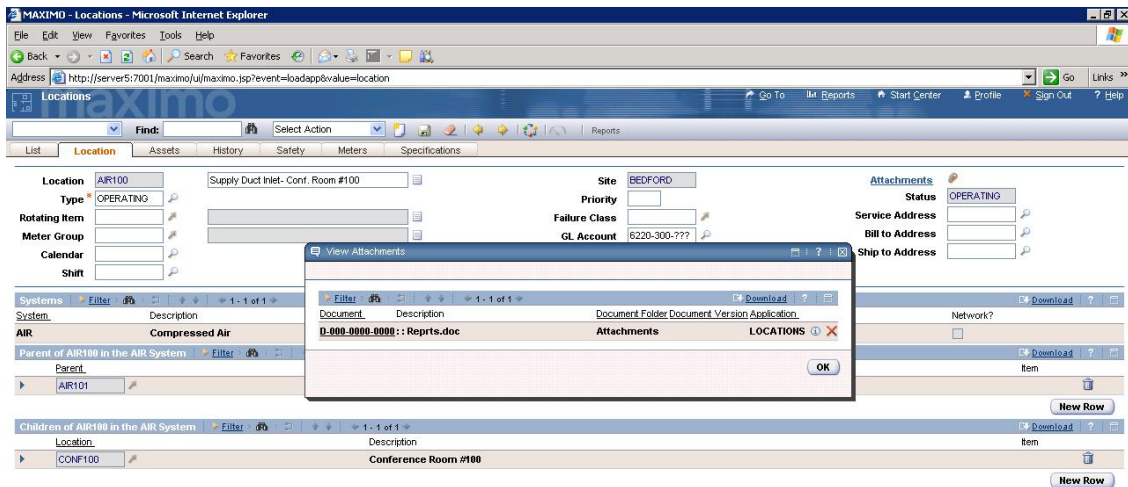 MAXIMO - Locations - Microsoft Internet Explorer
File Edit View Favorites Tools Help
Back Search Favorites
Address http://server5:7001/maximo/ui/maximo.jsp?event=loadapp&value=location Go Links »
Locations maximo Go To Reports Start Center Profile Sign Out ? Help
Find: Select Action Reports
List Location Assets History Safety Meters Specifications
Location AIR100 Supply Duct Inlet- Conf. Room #100 Site BEDFORD Attachments
Type * OPERATING Priority Status OPERATING
Rotating Item Failure Class Service Address
Meter Group GL Account 6220-300-??? Bill to Address
Calendar Ship to Address
Shift
View Attachments ?
Filter 1 - 1 of 1 Download ?
Document Description Document Folder Document Version Application
D-000-0000-0000 : : Reprts.doc Attachments LOCATIONS
OK
Systems Filter 1 - 1 of 1 Download ?
System Description Network?
AIR Compressed Air
Parent of AIR100 in the AIR System Filter Download ?
Parent Item
AIR101
New Row
Children of AIR100 in the AIR System Filter 1 - 1 of 1 Download ?
Location Description Item
CONF100 Conference Room #100
New Row